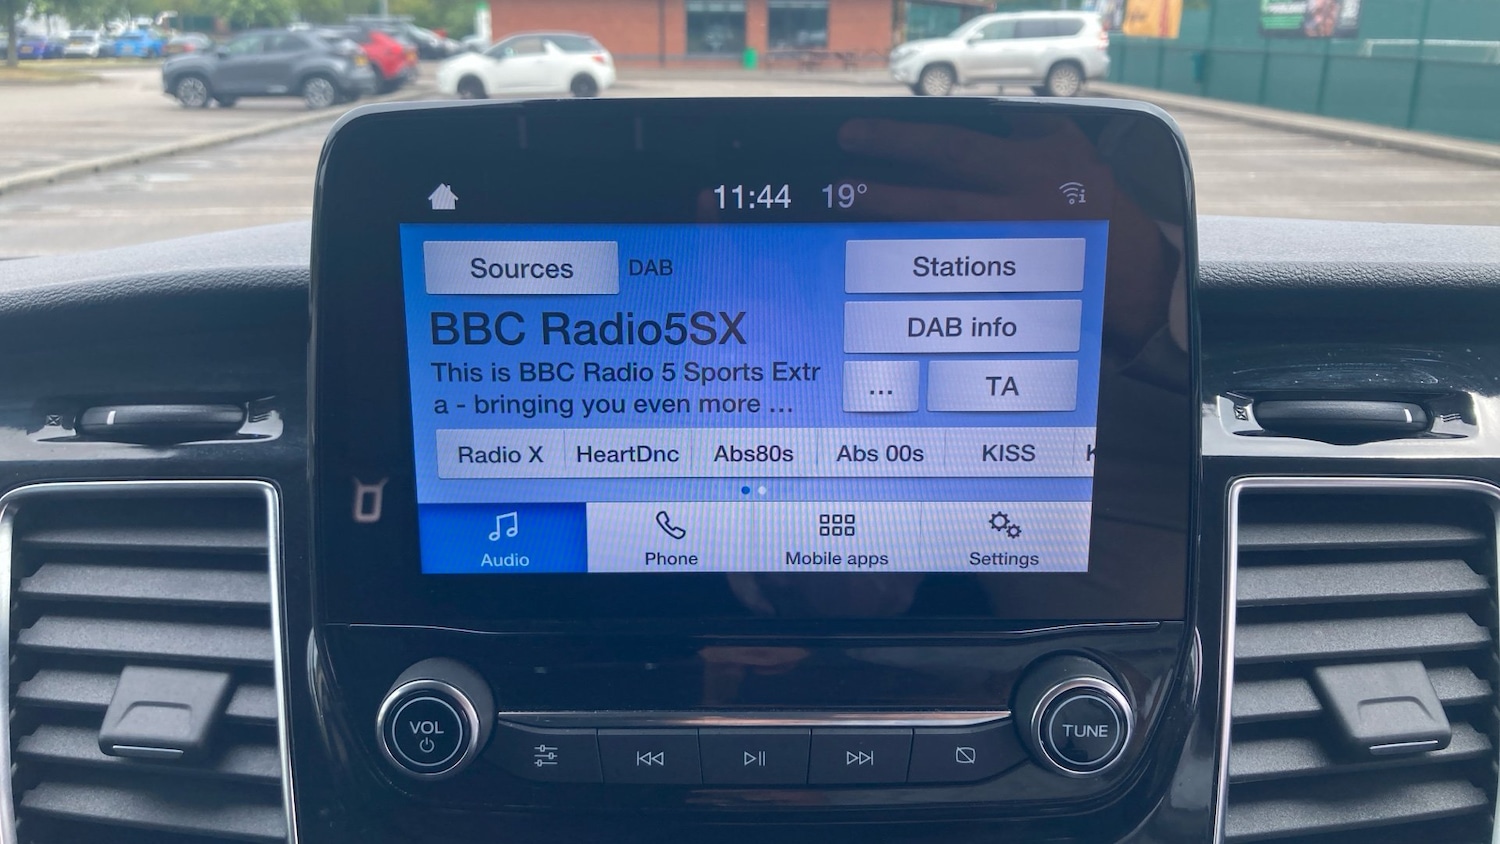 11:44 19°
Sources DAB Stations
BBC Radio5SX
DAB info
This is BBC Radio 5 Sports Extr
a - bringing you even more ...
... TA
Radio X HeartDnc Abs80s Abs 00s KISS K
Audio Phone Mobile apps Settings
VOL TUNE